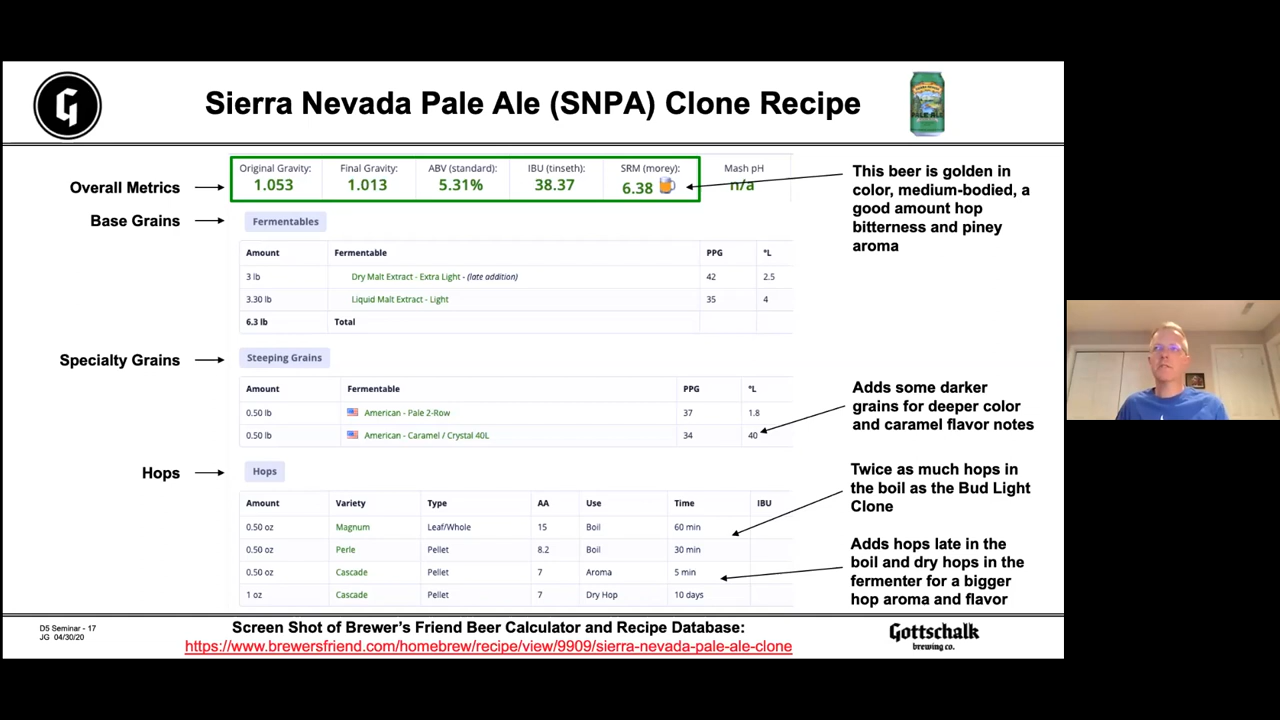 G
Sierra Nevada Pale Ale (SNPA) Clone Recipe
PALE ALE
Overall Metrics
Original Gravity: Final Gravity: ABV (standard): IBU (tinseth): SRM (morey): Mash pH
1.053 1.013 5.31% 38.37 6.38 n/a
This beer is golden in
color, medium-bodied, a
good amount hop
bitterness and piney
aroma
Base Grains
Fermentables
Amount Fermentable PPG °L
3 lb Dry Malt Extract - Extra Light - (late addition) 42 2.5
3.30 lb Liquid Malt Extract - Light 35 4
6.3 lb Total
Specialty Grains
Steeping Grains
Amount Fermentable PPG °L
0.50 lb American - Pale 2-Row 37 1.8
0.50 lb American - Caramel / Crystal 40L 34 40
Adds some darker
grains for deeper color
and caramel flavor notes
Hops
Hops
Amount Variety Type AA Use Time IBU
0.50 oz Magnum Leaf/Whole 15 Boil 60 min
0.50 oz Perle Pellet 8.2 Boil 30 min
0.50 oz Cascade Pellet 7 Aroma 5 min
1 oz Cascade Pellet 7 Dry Hop 10 days
Twice as much hops in
the boil as the Bud Light
Clone
Adds hops late in the
boil and dry hops in the
fermenter for a bigger
hop aroma and flavor
D5 Seminar - 17
JG 04/30/20
Screen Shot of Brewer's Friend Beer Calculator and Recipe Database:
https://www.brewersfriend.com/homebrew/recipe/view/9909/sierra-nevada-pale-ale-clone
Gottschalk
brewing co.